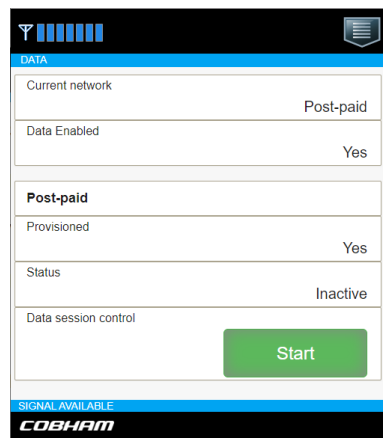 DATA
Current network
Post-paid
Data Enabled
Yes
Post-paid
Provisioned
Yes
Status
Inactive
Data session control
Start
SIGNAL AVAILABLE
COBHAM